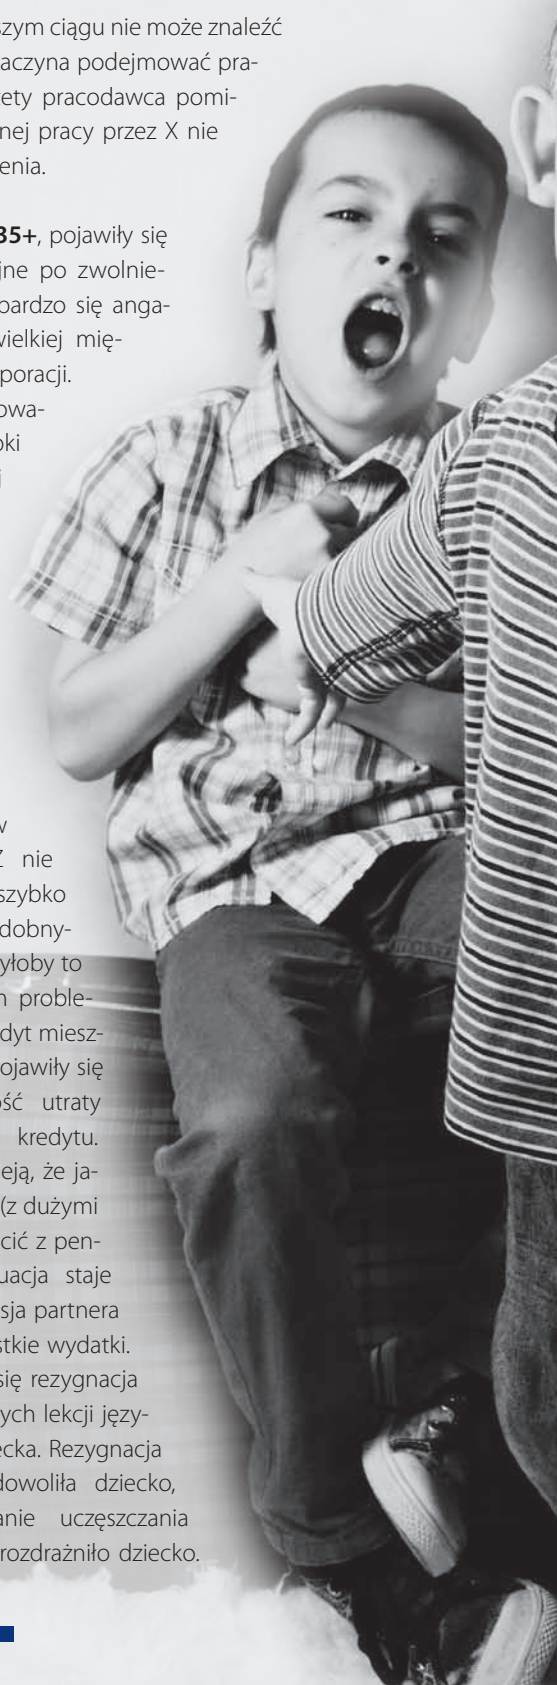 szym ciągu nie może znaleźć
aczyna podejmować pra-
ety pracodawca pomi-
nej pracy przez X nie
enia.
35+, pojawiły się
jne po zwolnie-
bardzo się anga-
wielkiej mię-
poracji.
owa-
oki
j
w
Z nie
szybko
dobny-
yłoby to
n proble-
dyt miesz-
ojawiły się
ość utraty
kredytu.
eją, że ja-
(z dużymi
cić z pen-
uacja staje
sja partnera
stkie wydatki.
się rezygnacja
ych lekcji języ-
ecka. Rezygnacja
dowoliła dziecko,
anie uczęszczania
rozdrażniło dziecko.